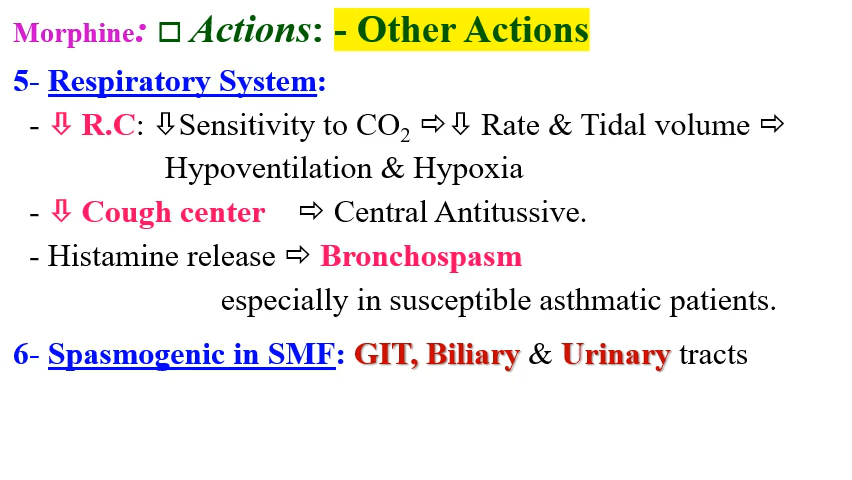 Morphine: □ Actions: - Other Actions
5- Respiratory System:
- ⇩ R.C: ⇩Sensitivity to CO₂ ⇨⇩ Rate & Tidal volume ⇨
Hypoventilation & Hypoxia
- ⇩ Cough center ⇨ Central Antitussive.
- Histamine release ⇨ Bronchospasm
especially in susceptible asthmatic patients.
6- Spasmogenic in SMF: GIT, Biliary & Urinary tracts